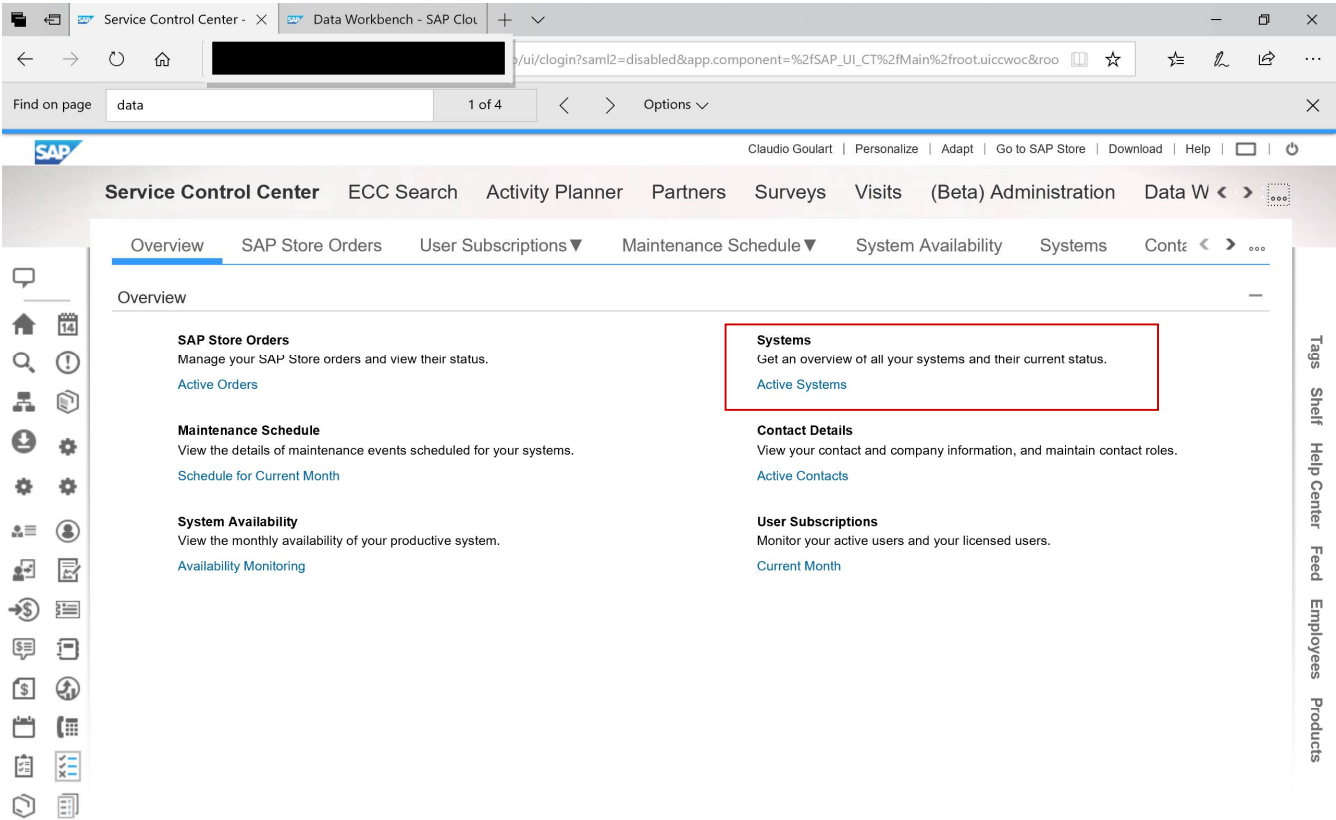 Service Control Center -
Data Workbench - SAP Clou
/ui/clogin?saml2=disabled&app.component=%2fSAP_UI_CT%2fMain%2froot.uiccwoc&roo
Find on page
data
1 of 4
Options
SAP
Claudio Goulart | Personalize | Adapt | Go to SAP Store | Download | Help |
Service Control Center ECC Search Activity Planner Partners Surveys Visits (Beta) Administration Data W
Overview SAP Store Orders User Subscriptions▼ Maintenance Schedule▼ System Availability Systems Conta
14
Overview
SAP Store Orders
Manage your SAP Store orders and view their status.
Active Orders
Systems
Get an overview of all your systems and their current status.
Active Systems
Maintenance Schedule
View the details of maintenance events scheduled for your systems.
Schedule for Current Month
Contact Details
View your contact and company information, and maintain contact roles.
Active Contacts
System Availability
View the monthly availability of your productive system.
Availability Monitoring
User Subscriptions
Monitor your active users and your licensed users.
Current Month
Tags
Shelf
Help Center
Feed
Employees
Products